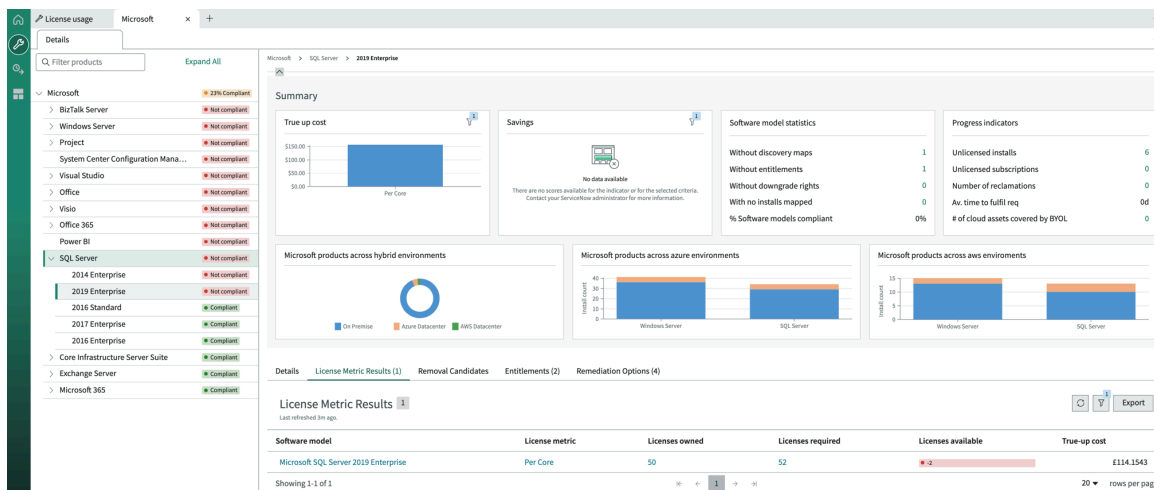 License usage
Microsoft
×
+
Details
Filter products
Expand All
Microsoft
23% Compliant
BizTalk Server
Not compliant
Windows Server
Not compliant
Project
Not compliant
System Center Configuration Mana...
Not compliant
Visual Studio
Not compliant
Office
Not compliant
Visio
Not compliant
Office 365
Not compliant
Power BI
Not compliant
SQL Server
Not compliant
2014 Enterprise
Not compliant
2019 Enterprise
Not compliant
2016 Standard
Compliant
2017 Enterprise
Compliant
2016 Enterprise
Compliant
Core Infrastructure Server Suite
Compliant
Exchange Server
Compliant
Microsoft 365
Compliant
Microsoft > SQL Server > 2019 Enterprise
Summary
True up cost
1
$150.00
$100.00
$50.00
$0.00
Per Core
Savings
1
No data available
There are no scores available for the indicator or for the selected criteria.
Contact your ServiceNow administrator for more information.
Software model statistics
Without discovery maps 1
Without entitlements 1
Without downgrade rights 0
With no installs mapped 0
% Software models compliant 0%
Progress indicators
Unlicensed installs 6
Unlicensed subscriptions 0
Number of reclamations 0
Av. time to fulfil req 0d
# of cloud assets covered by BYOL 0
Microsoft products across hybrid environments
On Premise Azure Datacenter AWS Datacenter
Microsoft products across azure environments
Install count
40
30
20
10
0
Windows Server SQL Server
Microsoft products across aws enviroments
Install count
15
10
5
0
Windows Server SQL Server
Details License Metric Results (1) Removal Candidates Entitlements (2) Remediation Options (4)
License Metric Results 1
Last refreshed 3m ago.
1
Export
Software model License metric Licenses owned Licenses required Licenses available True-up cost
Microsoft SQL Server 2019 Enterprise Per Core 50 52 -2 £114.1543
Showing 1-1 of 1
1
20 rows per pag